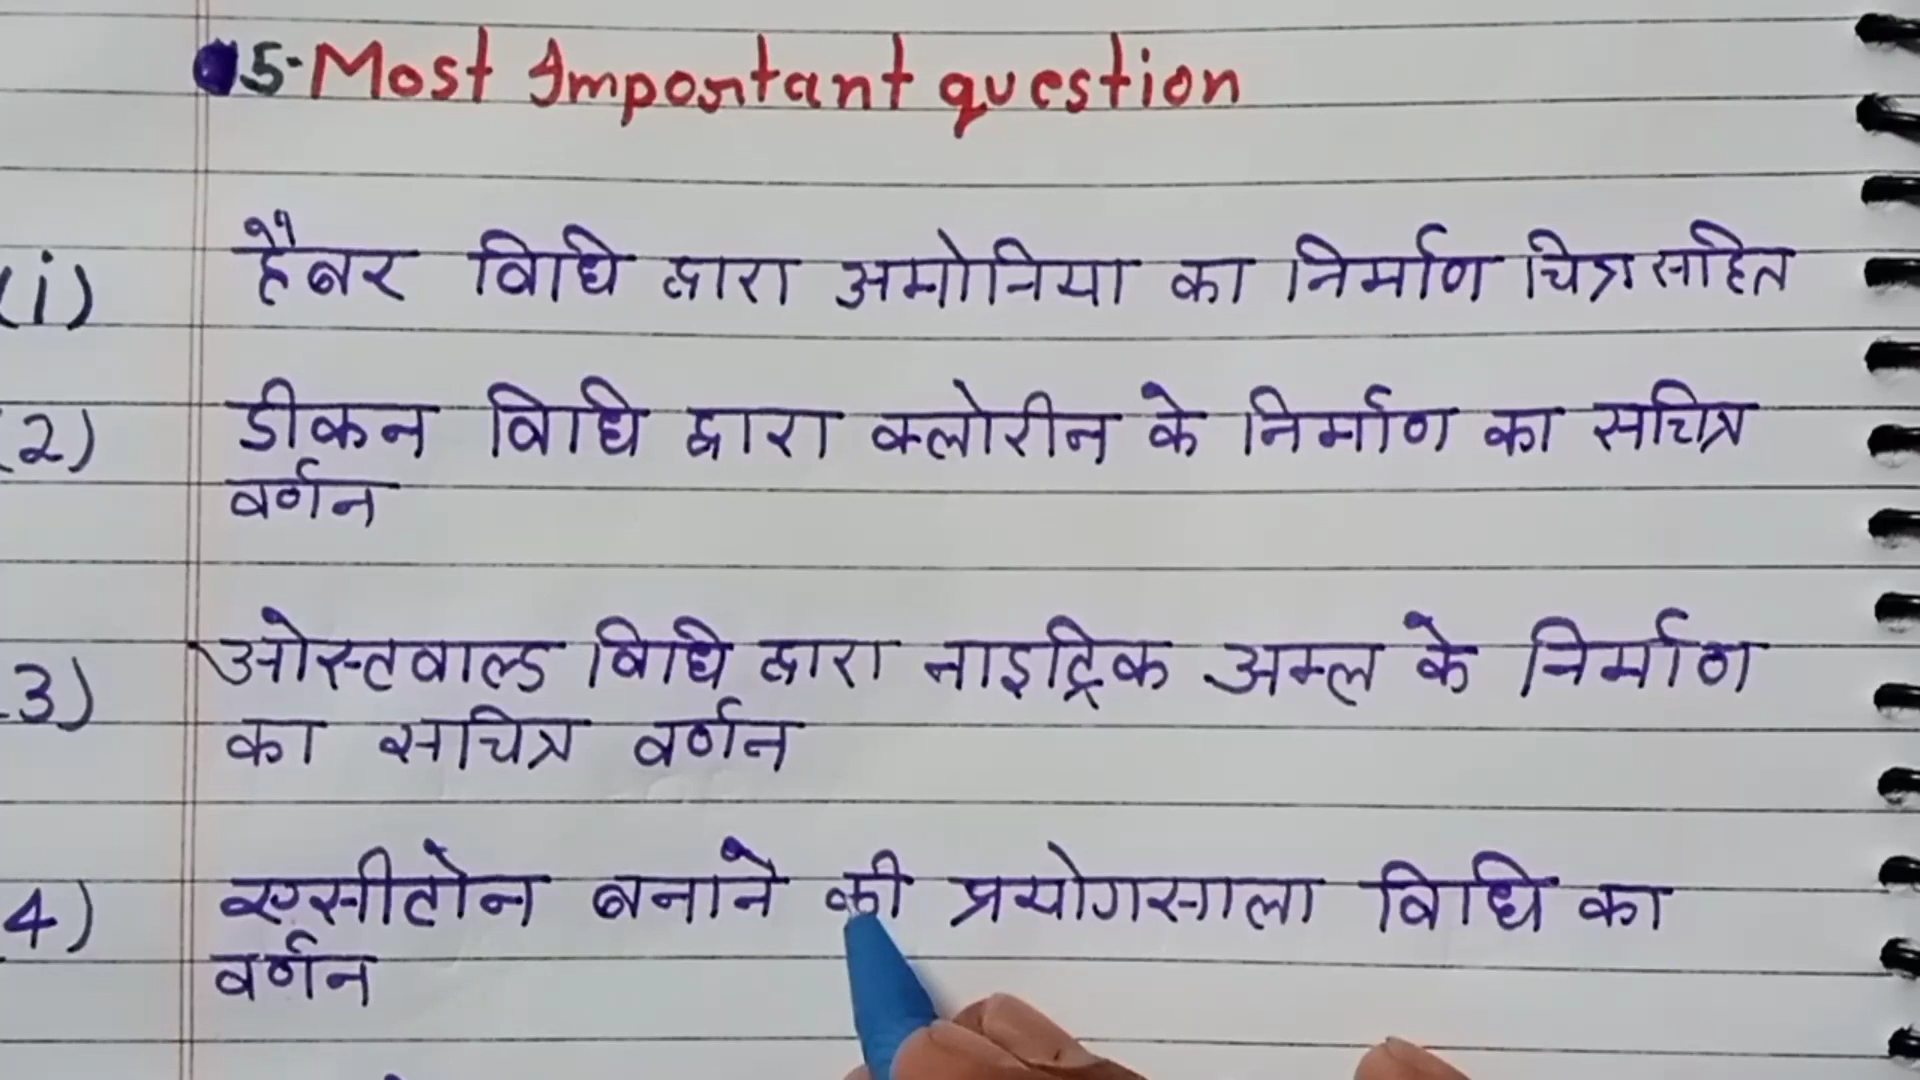 5. Most Important question
(i) हैबर विधि द्वारा अमोनिया का निर्माण चित्र सहित
(2) डीकन विधि द्वारा क्लोरीन के निर्माण का सचित्र
वर्णन
3) ओस्टवाल्ड विधि द्वारा नाइट्रिक अम्ल के निर्माण
का सचित्र वर्णन
4) एसीटोन बनाने की प्रयोगसाला विधि का
वर्णन